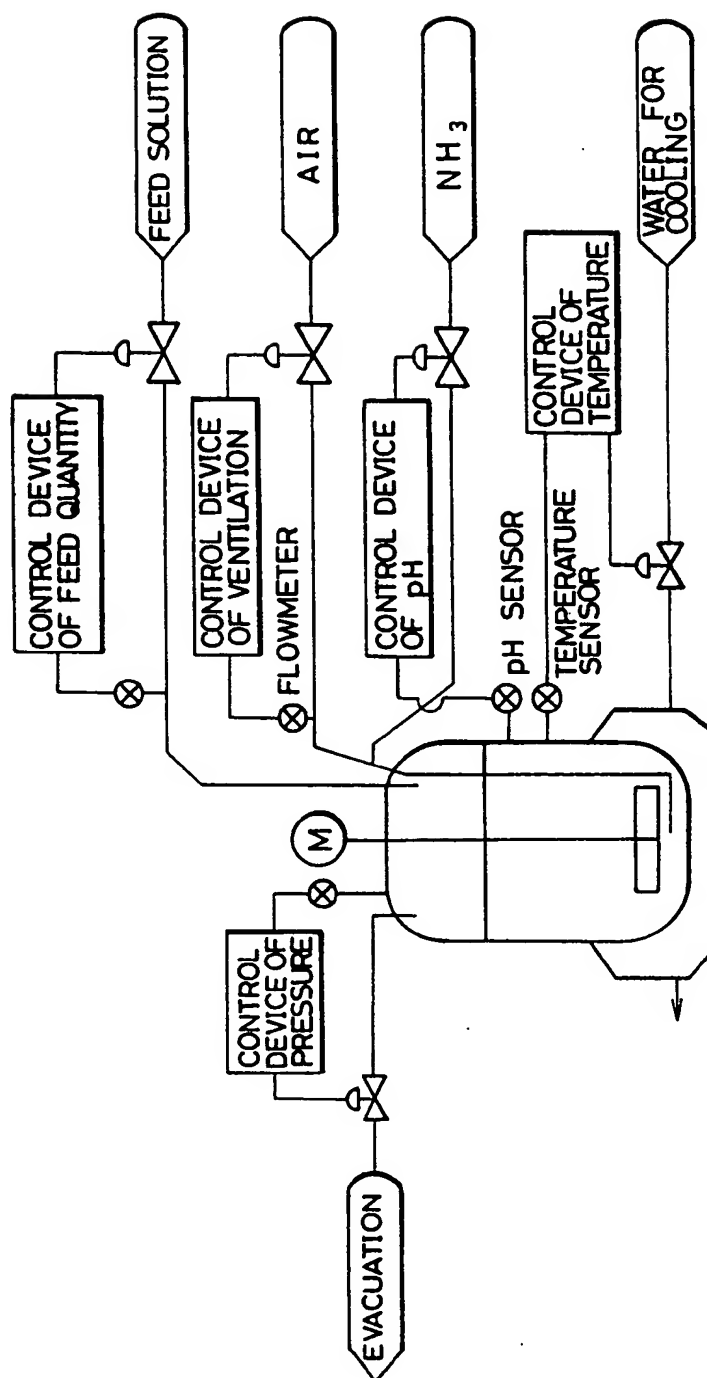 FEED SOLUTION
AIR
NH₃
WATER FOR
COOLING
CONTROL DEVICE
OF FEED QUANTITY
CONTROL DEVICE
OF VENTILATION
FLOWMETER
CONTROL DEVICE
OF pH
pH SENSOR
CONTROL
DEVICE OF
TEMPERATURE
TEMPERATURE
SENSOR
M
CONTROL
DEVICE OF
PRESSURE
EVACUATION